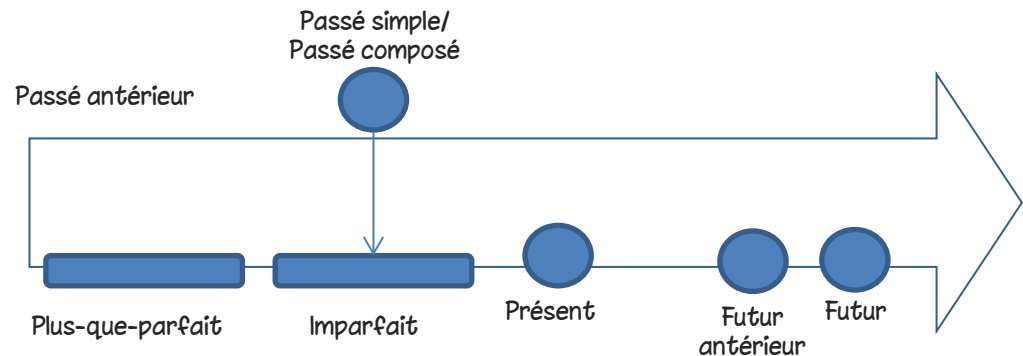 Passé simple/
Passé composé
Passé antérieur
Plus-que-parfait
Imparfait
Présent
Futur
antérieur
Futur